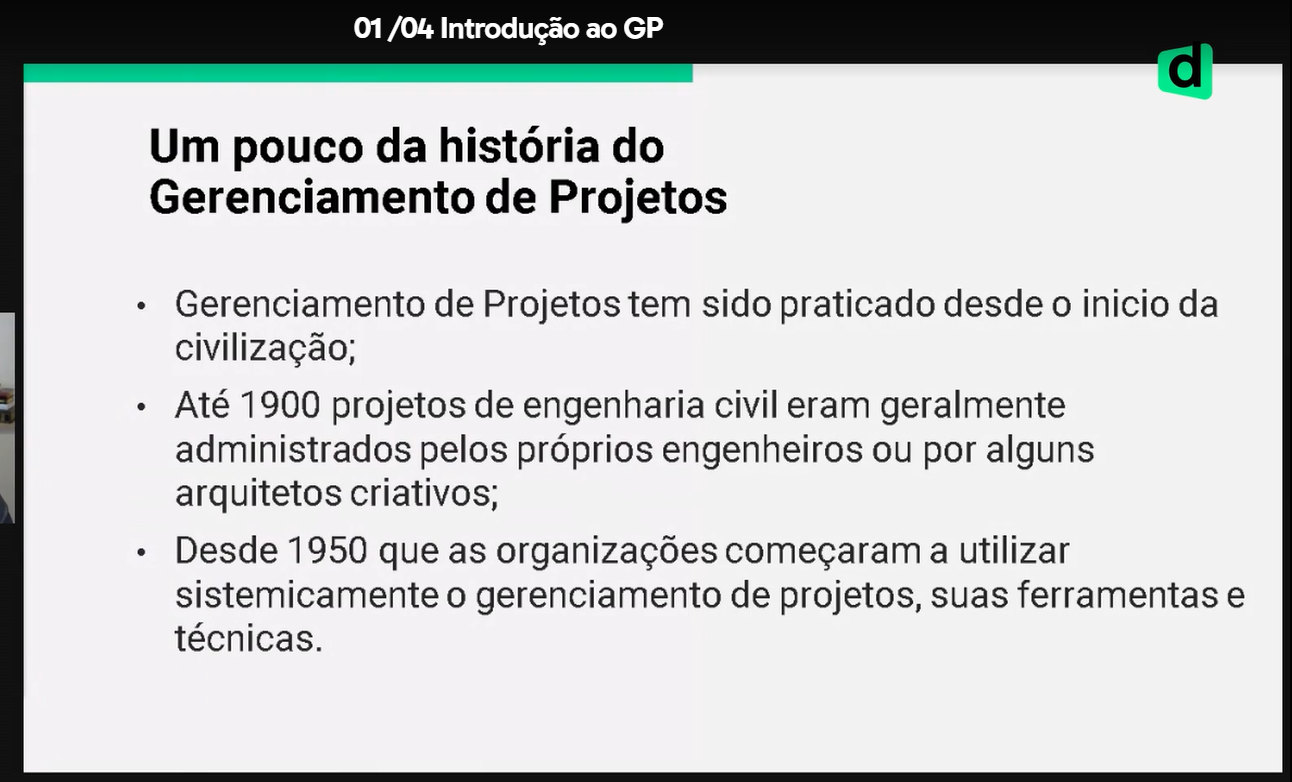 01 /04 Introdução ao GP
d
Um pouco da história do
Gerenciamento de Projetos
• Gerenciamento de Projetos tem sido praticado desde o inicio da
civilização;
• Até 1900 projetos de engenharia civil eram geralmente
administrados pelos próprios engenheiros ou por alguns
arquitetos criativos;
• Desde 1950 que as organizações começaram a utilizar
sistemicamente o gerenciamento de projetos, suas ferramentas e
técnicas.